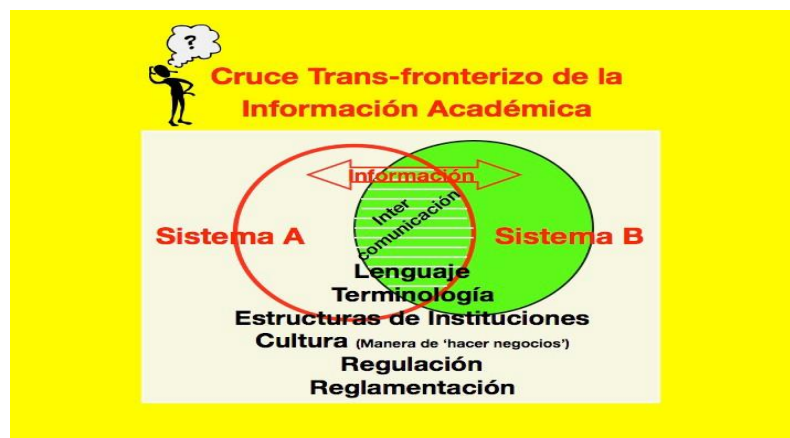 ?
Cruce Trans-fronterizo de la
Información Académica
información
Inter
comunicación
Sistema A
Sistema B
Lenguaje
Terminología
Estructuras de Instituciones
Cultura (Manera de ‘hacer negocios’)
Regulación
Reglamentación